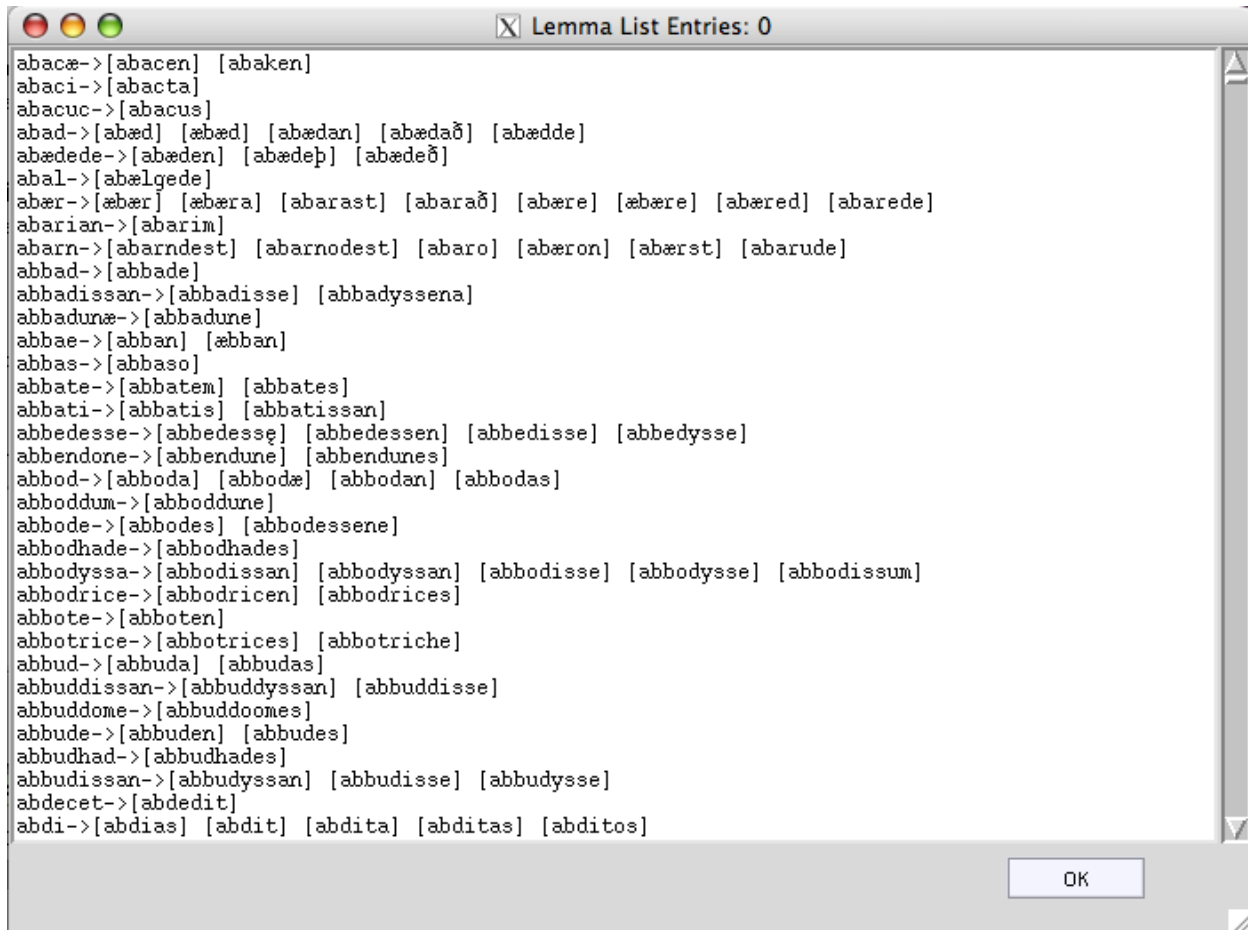 Lemma List Entries: 0
abacæ->[abacen] [abaken]
abaci->[abacta]
abacuc->[abacus]
abad->[abæd] [æbæd] [abædan] [abædað] [abædde]
abædede->[abæden] [abædeþ] [abædeð]
abal->[abælgede]
abær->[æbær] [æbæra] [abarast] [abarað] [abære] [æbære] [abæred] [abarede]
abarian->[abarim]
abarn->[abarndest] [abarnodest] [abaro] [abæron] [abærst] [abarude]
abbad->[abbade]
abbadissan->[abbadisse] [abbadyssena]
abbadunæ->[abbadune]
abbae->[abban] [æbban]
abbas->[abbaso]
abbate->[abbatem] [abbates]
abbati->[abbatis] [abbatissan]
abbedesse->[abbedessę] [abbedessen] [abbedisse] [abbedysse]
abbendone->[abbendune] [abbendunes]
abbod->[abboda] [abbodæ] [abbodan] [abbodas]
abboddum->[abboddune]
abbode->[abbodes] [abbodessene]
abbodhade->[abbodhades]
abbodyssa->[abbodissan] [abbodyssan] [abbodisse] [abbodysse] [abbodissum]
abbodrice->[abbodricen] [abbodrices]
abbote->[abboten]
abbotrice->[abbotrices] [abbotriche]
abbud->[abbuda] [abbudas]
abbuddissan->[abbuddyssan] [abbuddisse]
abbuddome->[abbuddoomes]
abbude->[abbuden] [abbudes]
abbudhad->[abbudhades]
abbudissan->[abbudyssan] [abbudisse] [abbudysse]
abdecet->[abdedit]
abdi->[abdias] [abdit] [abdita] [abditas] [abditos]
OK